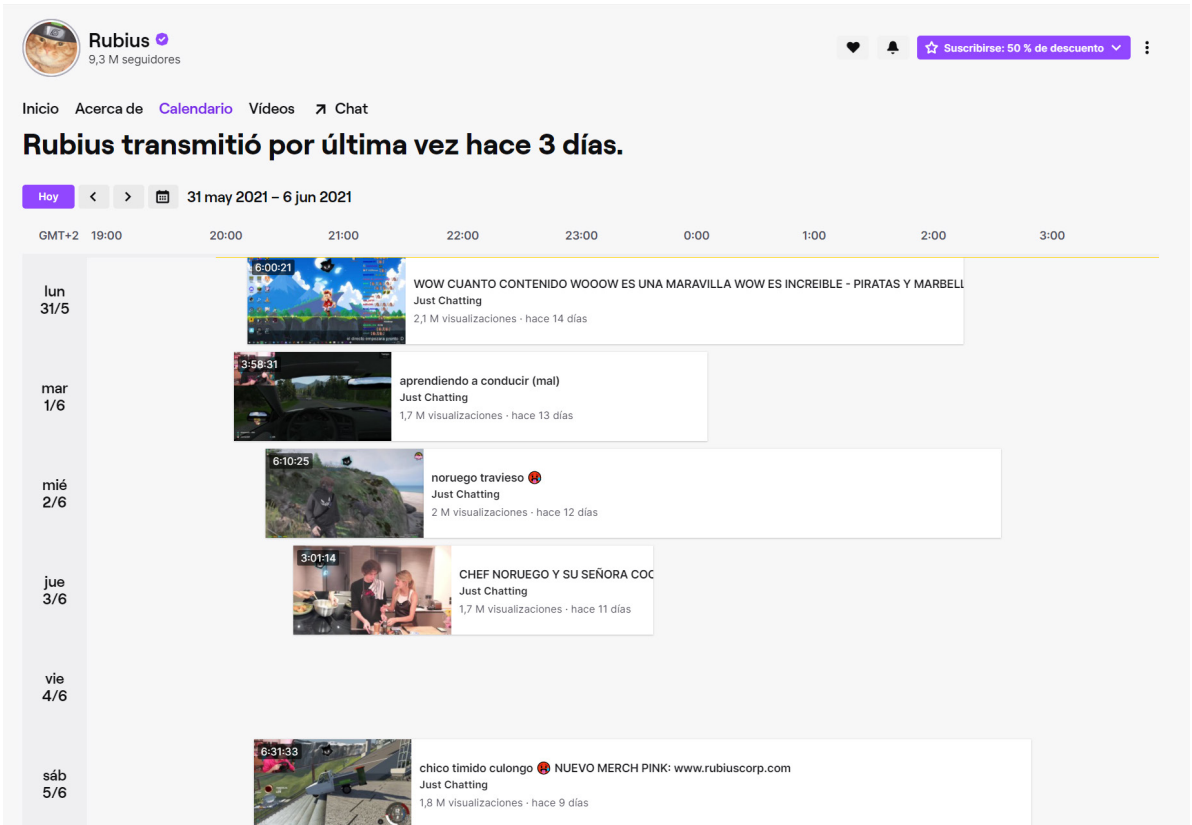 Rubius
9,3 M seguidores
Suscribirse: 50 % de descuento
Inicio Acerca de Calendario Vídeos Chat
Rubius transmitió por última vez hace 3 días.
Hoy 31 may 2021 – 6 jun 2021
GMT+2 19:00 20:00 21:00 22:00 23:00 0:00 1:00 2:00 3:00
lun
31/5
6:00:21
WOW CUANTO CONTENIDO WOOOW ES UNA MARAVILLA WOW ES INCREIBLE - PIRATAS Y MARBELL
Just Chatting
2,1 M visualizaciones · hace 14 días
mar
1/6
3:58:31
aprendiendo a conducir (mal)
Just Chatting
1,7 M visualizaciones · hace 13 días
mié
2/6
6:10:25
noruego travieso
Just Chatting
2 M visualizaciones · hace 12 días
jue
3/6
3:01:14
CHEF NORUEGO Y SU SEÑORA COC
Just Chatting
1,7 M visualizaciones · hace 11 días
vie
4/6
sáb
5/6
6:31:33
chico timido culongo NUEVO MERCH PINK: www.rubiuscorp.com
Just Chatting
1,8 M visualizaciones · hace 9 días